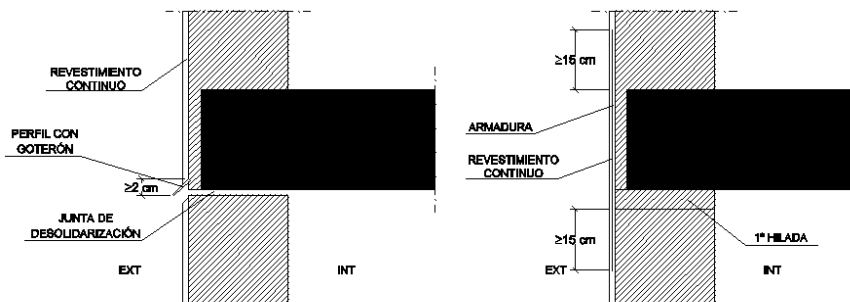 REVESTIMIENTO
CONTINUO
PERFIL CON
GOTERÓN
≥2 cm
JUNTA DE
DESOLIDARIZACIÓN
EXT
INT
≥15 cm
ARMADURA
REVESTIMIENTO
CONTINUO
≥15 cm
1ª HILADA
EXT
INT